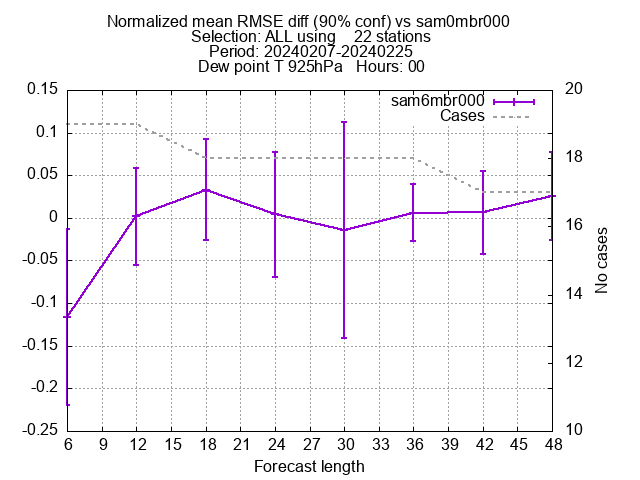 Normalized mean RMSE diff (90% conf) vs sam0mbr000
Selection: ALL using    22 stations
Period: 20240207-20240225
Dew point T 925hPa   Hours: 00
sam6mbr000
Cases
0.15
0.1
0.05
0
-0.05
-0.1
-0.15
-0.2
-0.25
20
18
16
14
12
10
No cases
6 9 12 15 18 21 24 27 30 33 36 39 42 45 48
Forecast length